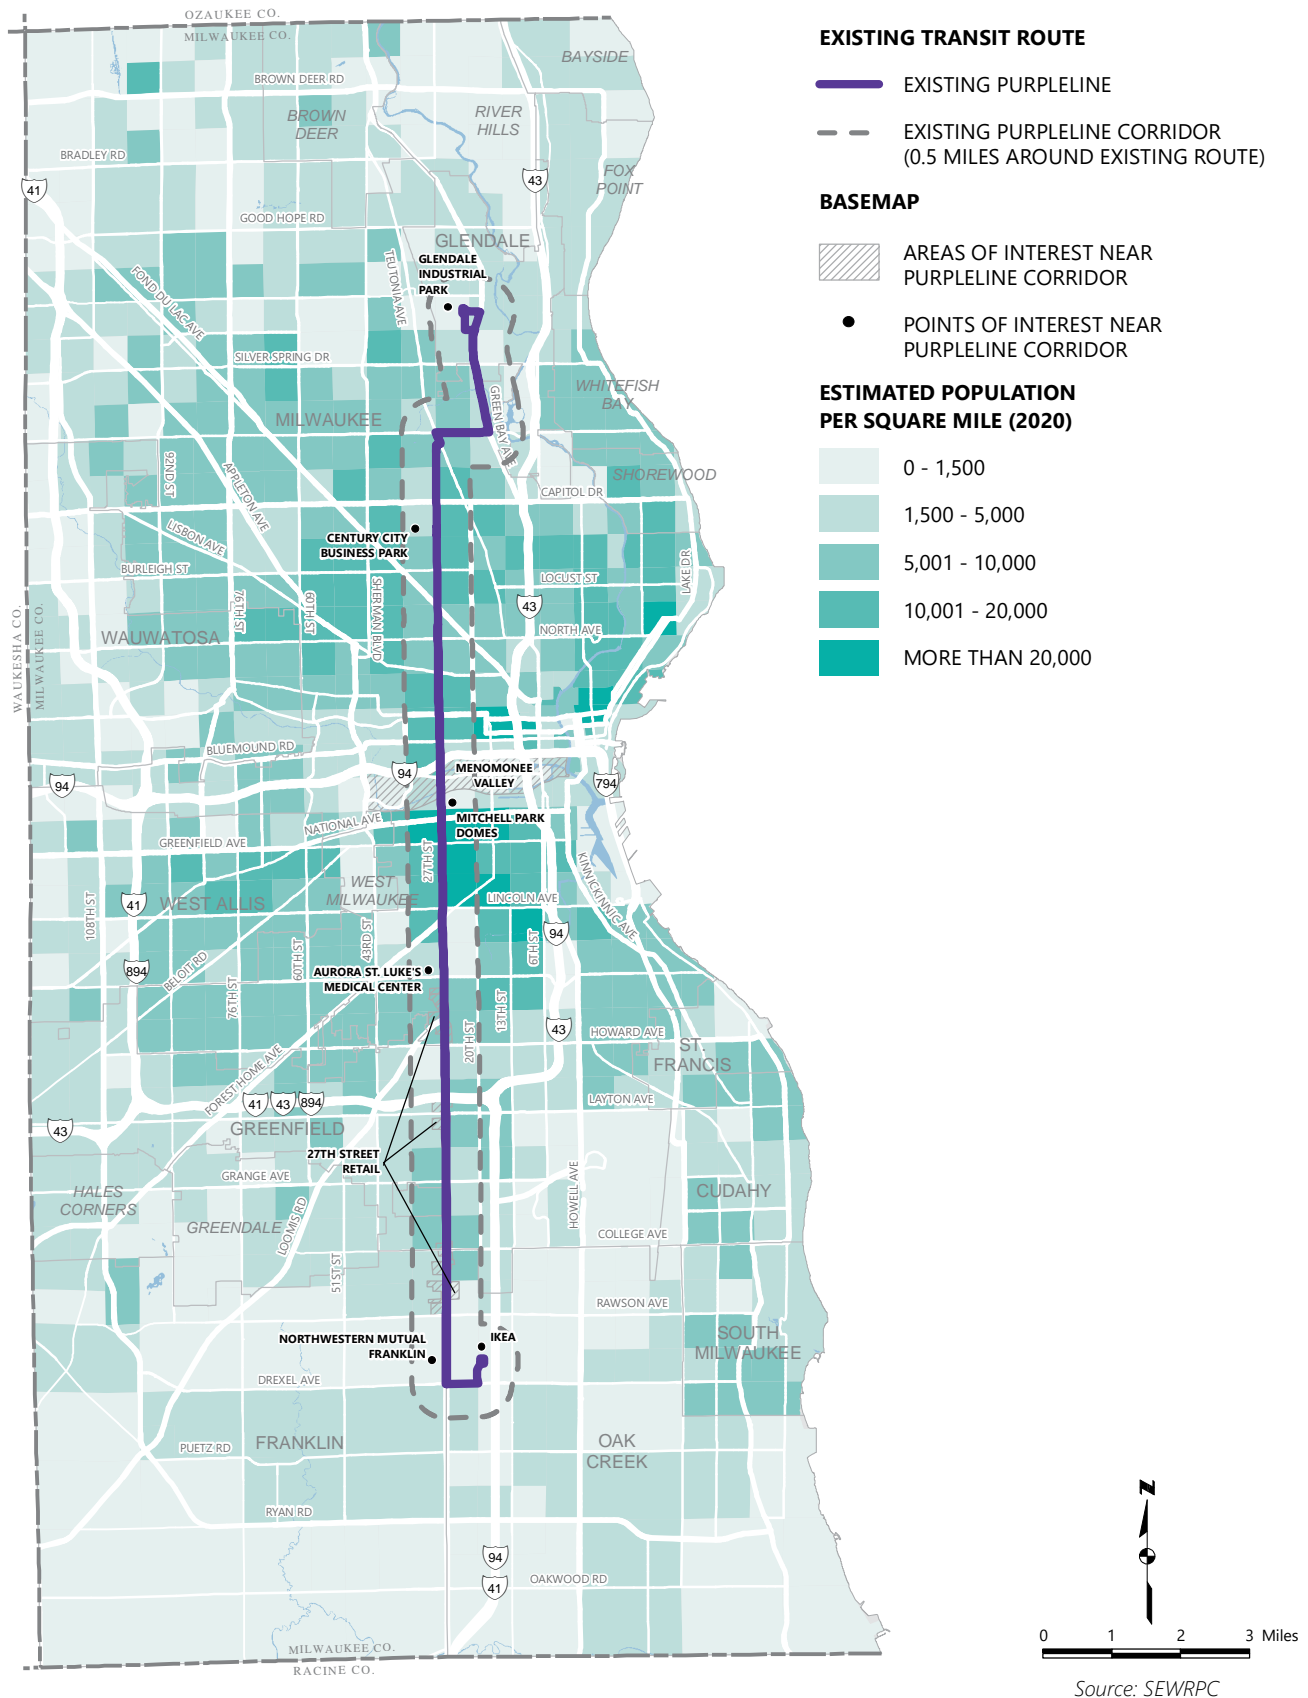 OZAUKEE CO.
MILWAUKEE CO.
BROWN DEER RD
BAYSIDE
BROWN
DEER
RIVER
HILLS
BRADLEY RD
FOX
POINT
41
43
GOOD HOPE RD
GLENDALE
TEUTONIA AVE
GLENDALE
INDUSTRIAL
PARK
FOND DU LAC AVE
SILVER SPRING DR
WHITEFISH
BAY
GREEN BAY AVE
MILWAUKEE
92ND ST
APPLETON AVE
SHOREWOOD
CAPITOL DR
LISBON AVE
CENTURY CITY
BUSINESS PARK
BURLEIGH ST
LOCUST ST
LAKE DR
76TH ST
60TH ST
SHERMAN BLVD
43
WAUKESHA CO.
MILWAUKEE CO.
WAUWATOSA
NORTH AVE
BLUEMOUND RD
94
94
MENOMONEE
VALLEY
794
MITCHELL PARK
DOMES
NATIONAL AVE
GREENFIELD AVE
27TH ST
KINNICKINNIC AVE
WEST
MILWAUKEE
108TH ST
41
WEST ALLIS
LINCOLN AVE
43RD ST
60TH ST
6TH ST
94
894
BELOIT RD
AURORA ST. LUKE'S
MEDICAL CENTER
76TH ST
13TH ST
20TH ST
43
HOWARD AVE
ST.
FRANCIS
FOREST HOME AVE
41
43
894
LAYTON AVE
43
GREENFIELD
27TH STREET
RETAIL
GRANGE AVE
HALES
CORNERS
GREENDALE
LOOMIS RD
HOWELL AVE
CUDAHY
COLLEGE AVE
51ST ST
RAWSON AVE
NORTHWESTERN MUTUAL
FRANKLIN
IKEA
SOUTH
MILWAUKEE
DREXEL AVE
PUETZ RD
FRANKLIN
OAK
CREEK
RYAN RD
94
41
OAKWOOD RD
MILWAUKEE CO.
RACINE CO.
EXISTING TRANSIT ROUTE
EXISTING PURPLELINE
EXISTING PURPLELINE CORRIDOR
(0.5 MILES AROUND EXISTING ROUTE)
BASEMAP
AREAS OF INTEREST NEAR
PURPLELINE CORRIDOR
POINTS OF INTEREST NEAR
PURPLELINE CORRIDOR
ESTIMATED POPULATION
PER SQUARE MILE (2020)
0 - 1,500
1,500 - 5,000
5,001 - 10,000
10,001 - 20,000
MORE THAN 20,000
N
0 1 2 3 Miles
Source: SEWRPC